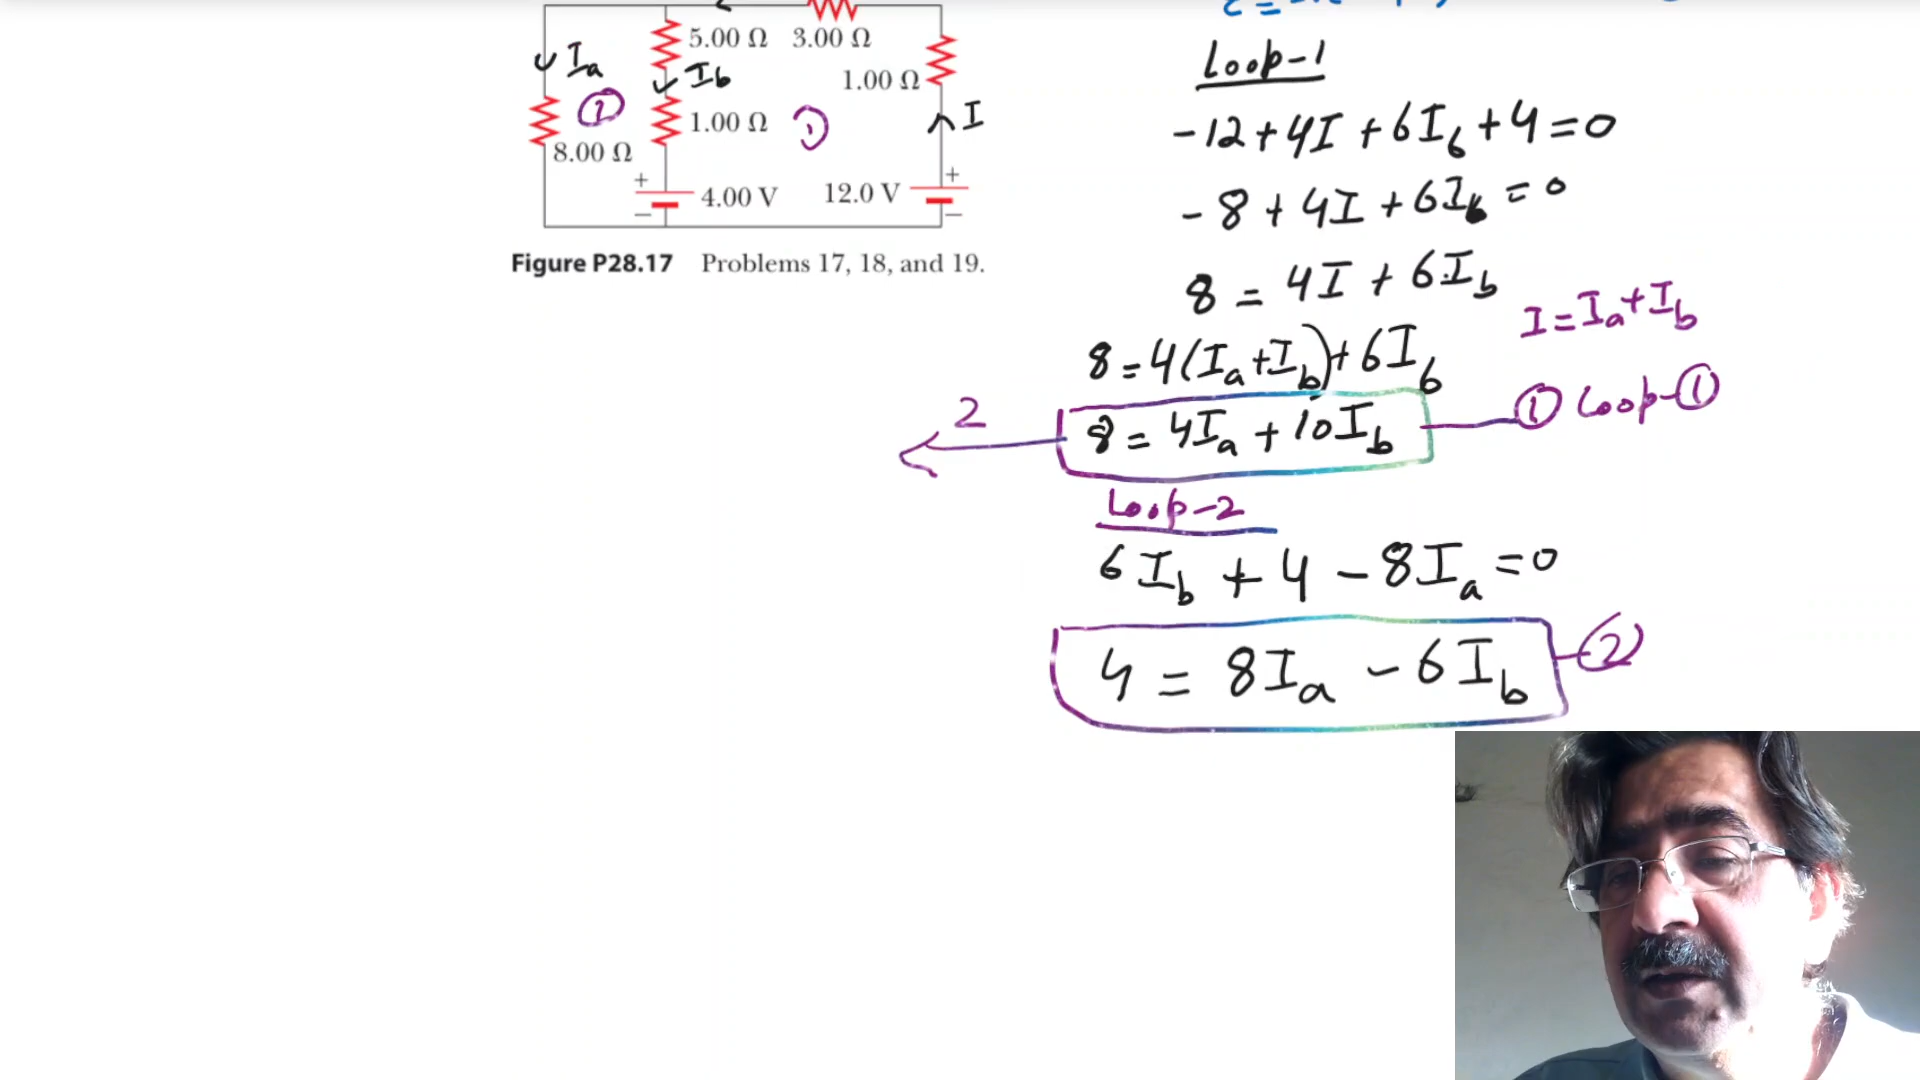 5.00 Ω 3.00 Ω
Ia
Ib
1.00 Ω
②
1.00 Ω
①
I
8.00 Ω
+
4.00 V
−
12.0 V
+
−
Figure P28.17 Problems 17, 18, and 19.
Loop-1
-12+4I+6Ib+4=0
-8+4I+6Ib=0
8=4I+6Ib
I=Ia+Ib
8=4(Ia+Ib)+6Ib
8=4Ia+10Ib
① Loop-①
2
Loop-2
6Ib+4-8Ia=0
4=8Ia-6Ib
②